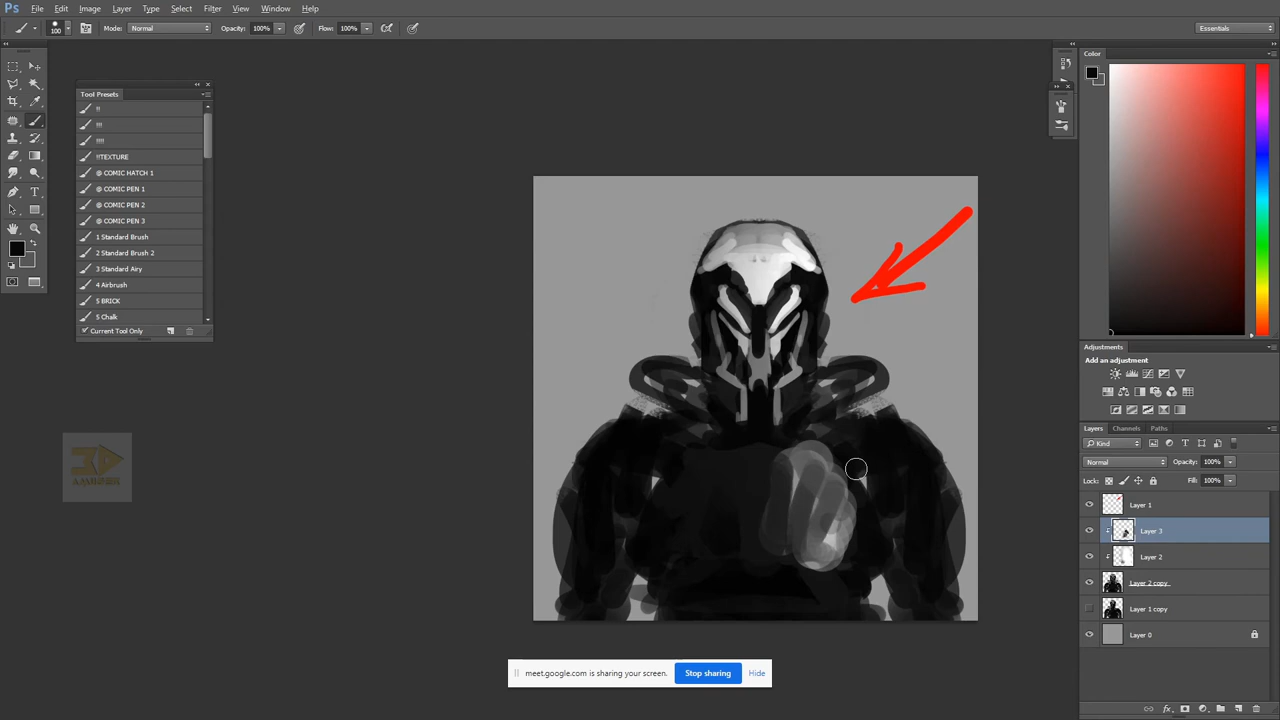 Ps File Edit Image Layer Type Select Filter View Window Help
100 Mode: Normal Opacity: 100% Flow: 100% Essentials
Tool Presets
!!
!!!
!!!!
!!TEXTURE
@ COMIC HATCH 1
@ COMIC PEN 1
@ COMIC PEN 2
@ COMIC PEN 3
1 Standard Brush
2 Standard Brush 2
3 Standard Airy
4 Airbrush
5 BRICK
5 Chalk
Current Tool Only
Color
Adjustments
Add an adjustment
Layers Channels Paths
Kind
Normal Opacity: 100%
Lock: Fill: 100%
Layer 1
Layer 3
Layer 2
Layer 2 copy
Layer 1 copy
Layer 0
meet.google.com is sharing your screen. Stop sharing Hide